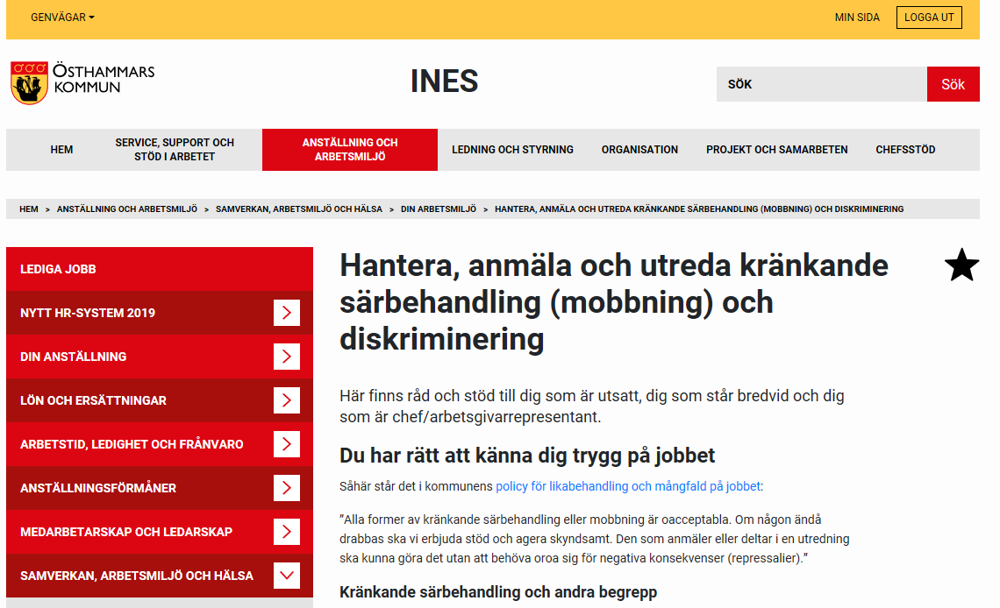 GENVÄGAR
MIN SIDA
LOGGA UT
ÖSTHAMMARS
KOMMUN
INES
SÖK
Sök
HEM
SERVICE, SUPPORT OCH
STÖD I ARBETET
ANSTÄLLNING OCH
ARBETSMILJÖ
LEDNING OCH STYRNING
ORGANISATION
PROJEKT OCH SAMARBETEN
CHEFSSTÖD
HEM > ANSTÄLLNING OCH ARBETSMILJÖ > SAMVERKAN, ARBETSMILJÖ OCH HÄLSA > DIN ARBETSMILJÖ > HANTERA, ANMÄLA OCH UTREDA KRÄNKANDE SÄRBEHANDLING (MOBBNING) OCH DISKRIMINERING
LEDIGA JOBB
NYTT HR-SYSTEM 2019
DIN ANSTÄLLNING
LÖN OCH ERSÄTTNINGAR
ARBETSTID, LEDIGHET OCH FRÅNVARO
ANSTÄLLNINGSFÖRMÅNER
MEDARBETARSKAP OCH LEDARSKAP
SAMVERKAN, ARBETSMILJÖ OCH HÄLSA
Hantera, anmäla och utreda kränkande
särbehandling (mobbning) och
diskriminering
Här finns råd och stöd till dig som är utsatt, dig som står bredvid och dig
som är chef/arbetsgivarrepresentant.
Du har rätt att känna dig trygg på jobbet
Såhär står det i kommunens policy för likabehandling och mångfald på jobbet:
”Alla former av kränkande särbehandling eller mobbning är oacceptabla. Om någon ändå
drabbas ska vi erbjuda stöd och agera skyndsamt. Den som anmäler eller deltar i en utredning
ska kunna göra det utan att behöva oroa sig för negativa konsekvenser (repressalier).”
Kränkande särbehandling och andra begrepp